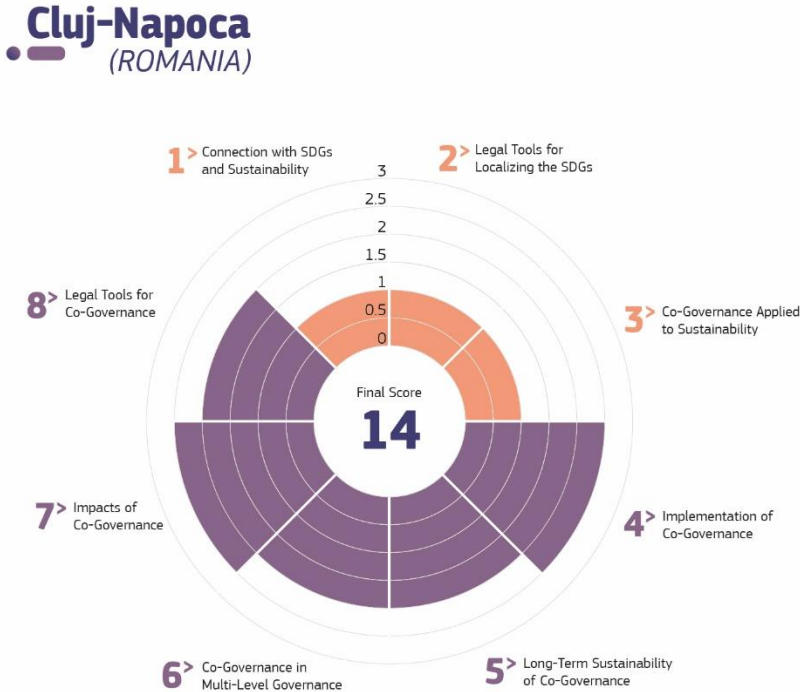 Cluj-Napoca
(ROMANIA)
1> Connection with SDGs
and Sustainability
2> Legal Tools for
Localizing the SDGs
3
2.5
2
1.5
1
0.5
0
8> Legal Tools for
Co-Governance
3> Co-Governance Applied
to Sustainability
Final Score
14
7> Impacts of
Co-Governance
4> Implementation of
Co-Governance
6> Co-Governance in
Multi-Level Governance
5> Long-Term Sustainability
of Co-Governance